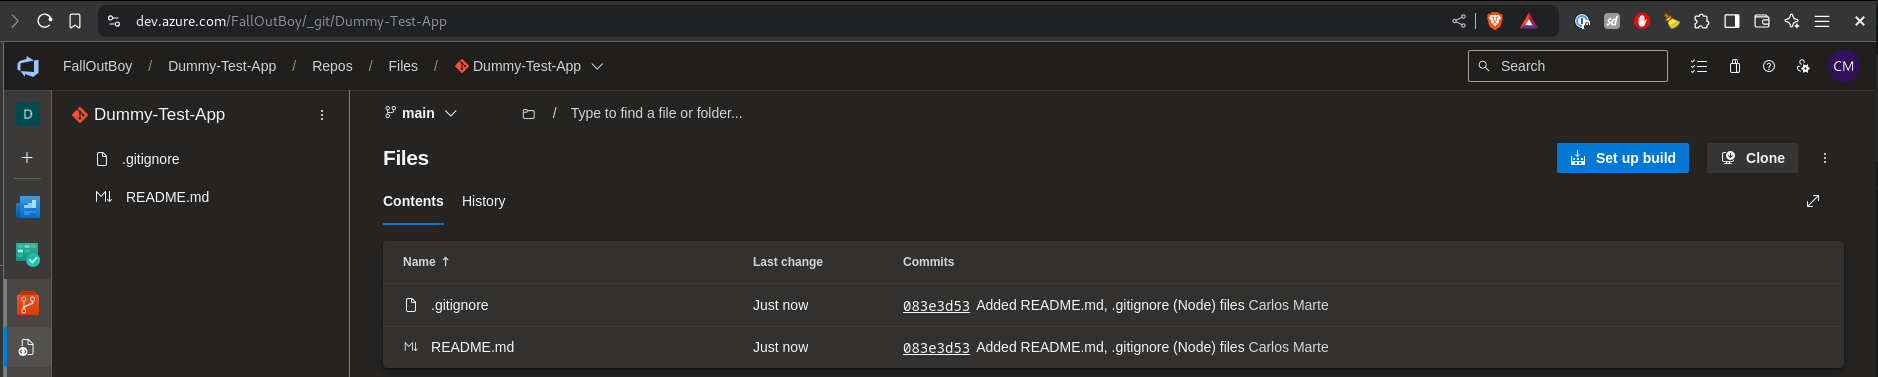 dev.azure.com/FallOutBoy/_git/Dummy-Test-App
sd
FallOutBoy / Dummy-Test-App / Repos / Files / Dummy-Test-App
Search
CM
D
Dummy-Test-App
.gitignore
README.md
main
/ Type to find a file or folder...
Files
Set up build
Clone
Contents
History
Name Last change Commits
.gitignore Just now 083e3d53 Added README.md, .gitignore (Node) files Carlos Marte
README.md Just now 083e3d53 Added README.md, .gitignore (Node) files Carlos Marte